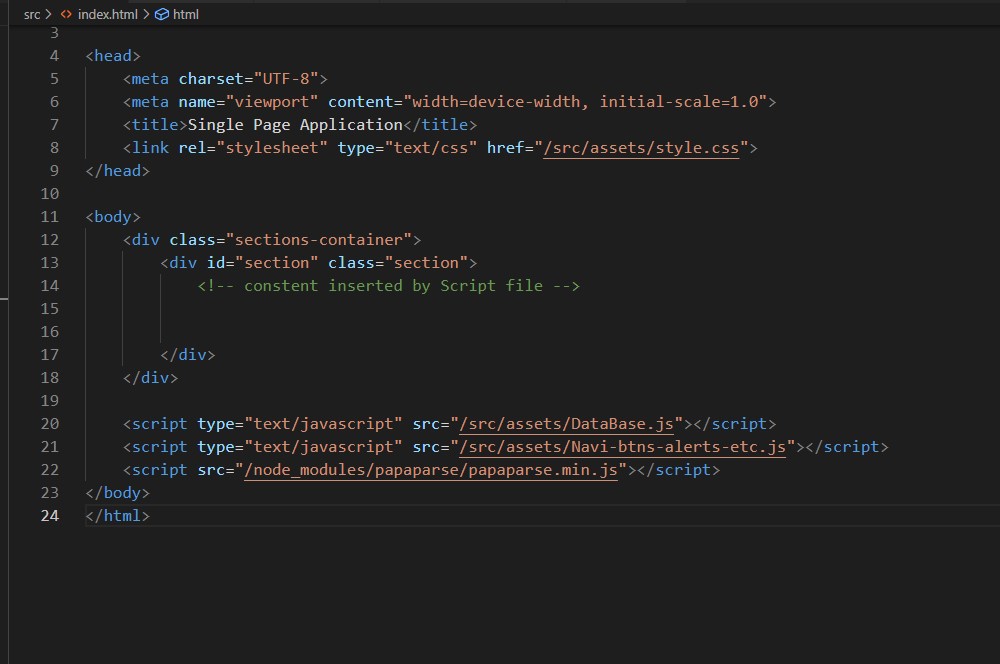 src > index.html > html
3
4 <head>
5     <meta charset="UTF-8">
6     <meta name="viewport" content="width=device-width, initial-scale=1.0">
7     <title>Single Page Application</title>
8     <link rel="stylesheet" type="text/css" href="/src/assets/style.css">
9 </head>
10
11 <body>
12     <div class="sections-container">
13         <div id="section" class="section">
14             <!-- constent inserted by Script file -->
15
16
17         </div>
18     </div>
19
20     <script type="text/javascript" src="/src/assets/DataBase.js"></script>
21     <script type="text/javascript" src="/src/assets/Navi-btns-alerts-etc.js"></script>
22     <script src="/node_modules/papaparse/papaparse.min.js"></script>
23 </body>
24 </html>